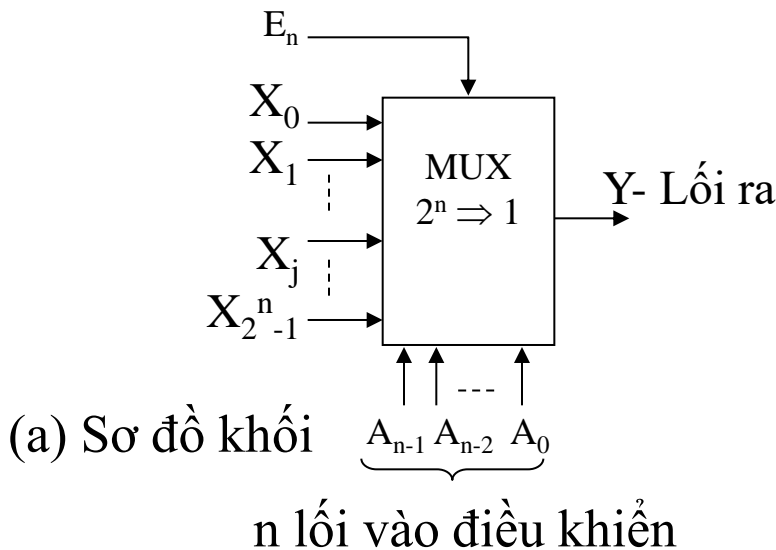 Eₙ
X₀
X₁
MUX
2ⁿ ⇒ 1
Y- Lối ra
Xⱼ
X₂ⁿ₋₁
(a) Sơ đồ khối
Aₙ₋₁ Aₙ₋₂ A₀
n lối vào điều khiển